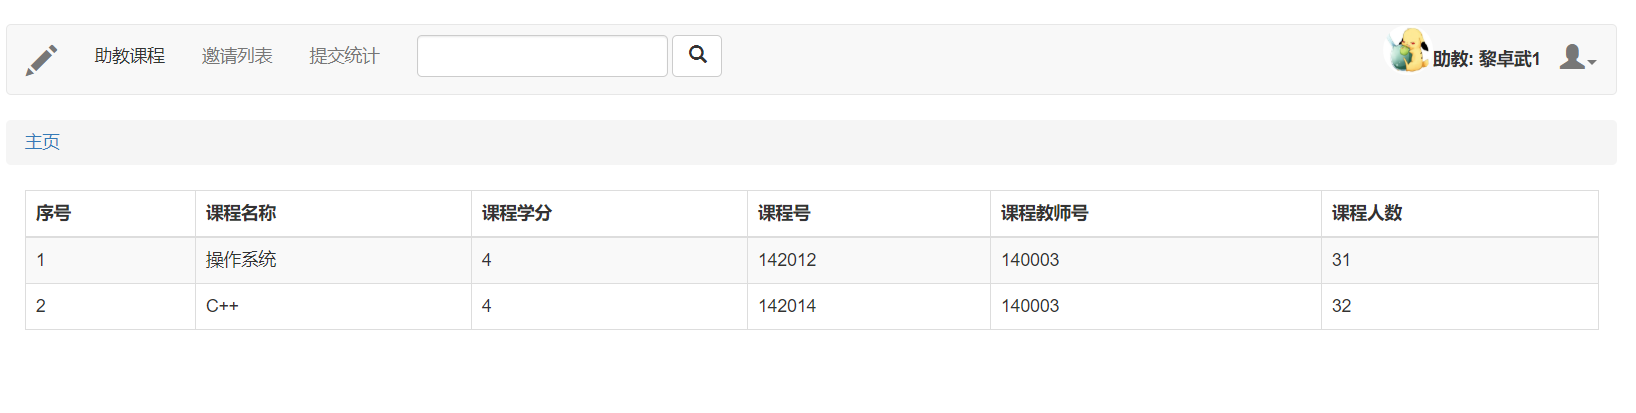 助教课程 邀请列表 提交统计 助教: 黎卓武1
主页
序号 课程名称 课程学分 课程号 课程教师号 课程人数
1 操作系统 4 142012 140003 31
2 C++ 4 142014 140003 32